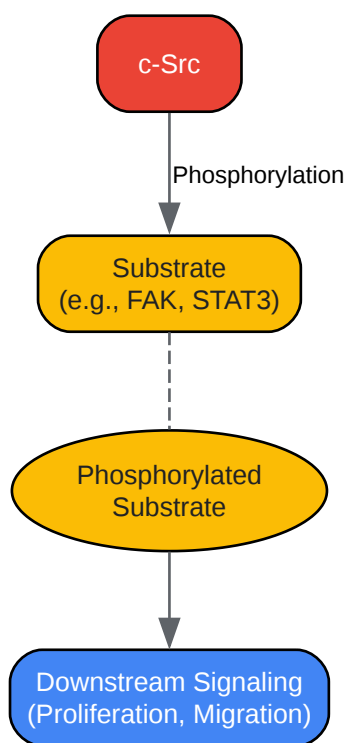 c-Src
Phosphorylation
Substrate
(e.g., FAK, STAT3)
Phosphorylated
Substrate
Downstream Signaling
(Proliferation, Migration)